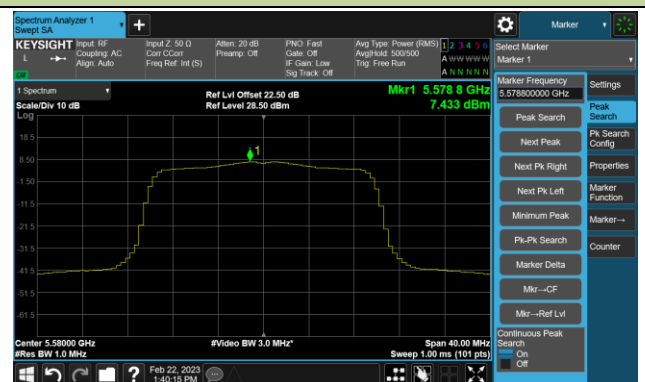 Spectrum Analyzer 1
Swept SA
+
Marker
KEYSIGHT Input: RF Input Z: 50 Ω Atten: 20 dB PNO: Fast Avg Type: Power (RMS) 1 2 3 4 5 6
L Coupling: AC Corr CCorr Preamp: Off Gate: Off Avg|Hold: 500/500 A W W W W W
Align: Auto Freq Ref: Int (S) IF Gain: Low Trig: Free Run
Sig Track: Off A N N N N N
LXI
Select Marker
Marker 1
1 Spectrum
Ref Lvl Offset 22.50 dB
Mkr1 5.578 8 GHz
Scale/Div 10 dB
Ref Level 28.50 dBm
7.433 dBm
Log
18.5
8.50
-1.50
-11.5
-21.5
-31.5
-41.5
-51.5
-61.5
1
Center 5.58000 GHz
#Video BW 3.0 MHz*
Span 40.00 MHz
#Res BW 1.0 MHz
Sweep 1.00 ms (101 pts)
Marker Frequency
5.578800000 GHz
Peak Search
Next Peak
Next Pk Right
Next Pk Left
Minimum Peak
Pk-Pk Search
Marker Delta
Mkr→CF
Mkr→Ref Lvl
Continuous Peak
Search
On
Off
Settings
Peak
Search
Pk Search
Config
Properties
Marker
Function
Marker→
Counter
?
Feb 22, 2023
1:40:15 PM